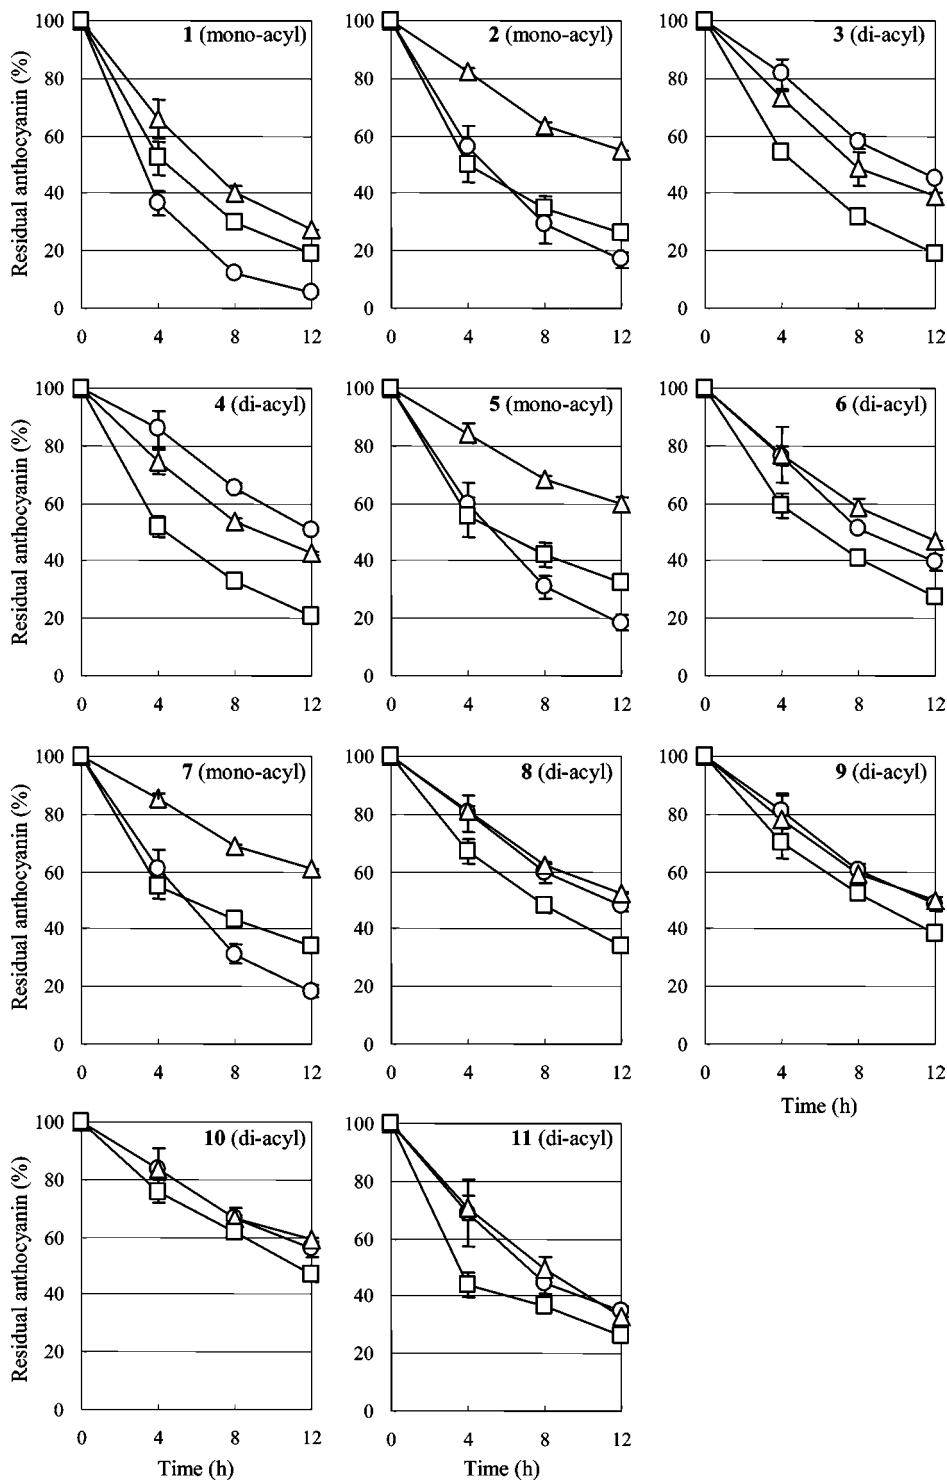 Residual anthocyanin (%)
100
80
60
40
20
0
1 (mono-acyl)
0 4 8 12
100
80
60
40
20
0
2 (mono-acyl)
0 4 8 12
100
80
60
40
20
0
3 (di-acyl)
0 4 8 12
Residual anthocyanin (%)
100
80
60
40
20
0
4 (di-acyl)
0 4 8 12
100
80
60
40
20
0
5 (mono-acyl)
0 4 8 12
100
80
60
40
20
0
6 (di-acyl)
0 4 8 12
Residual anthocyanin (%)
100
80
60
40
20
0
7 (mono-acyl)
0 4 8 12
100
80
60
40
20
0
8 (di-acyl)
0 4 8 12
100
80
60
40
20
0
9 (di-acyl)
0 4 8 12
Time (h)
Residual anthocyanin (%)
100
80
60
40
20
0
10 (di-acyl)
0 4 8 12
Time (h)
100
80
60
40
20
0
11 (di-acyl)
0 4 8 12
Time (h)